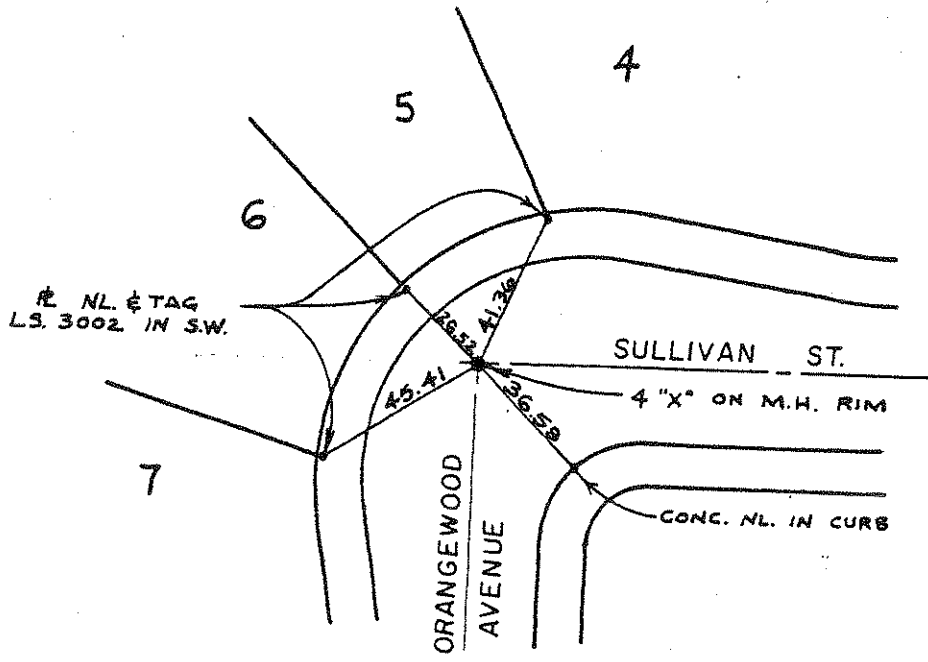 4
5
6
℄ NL. & TAG
L.S. 3002 IN S.W.
41.36
26.52
45.41
SULLIVAN ST.
4 "X" ON M.H. RIM
36.58
7
ORANGEWOOD
AVENUE
CONC. NL. IN CURB